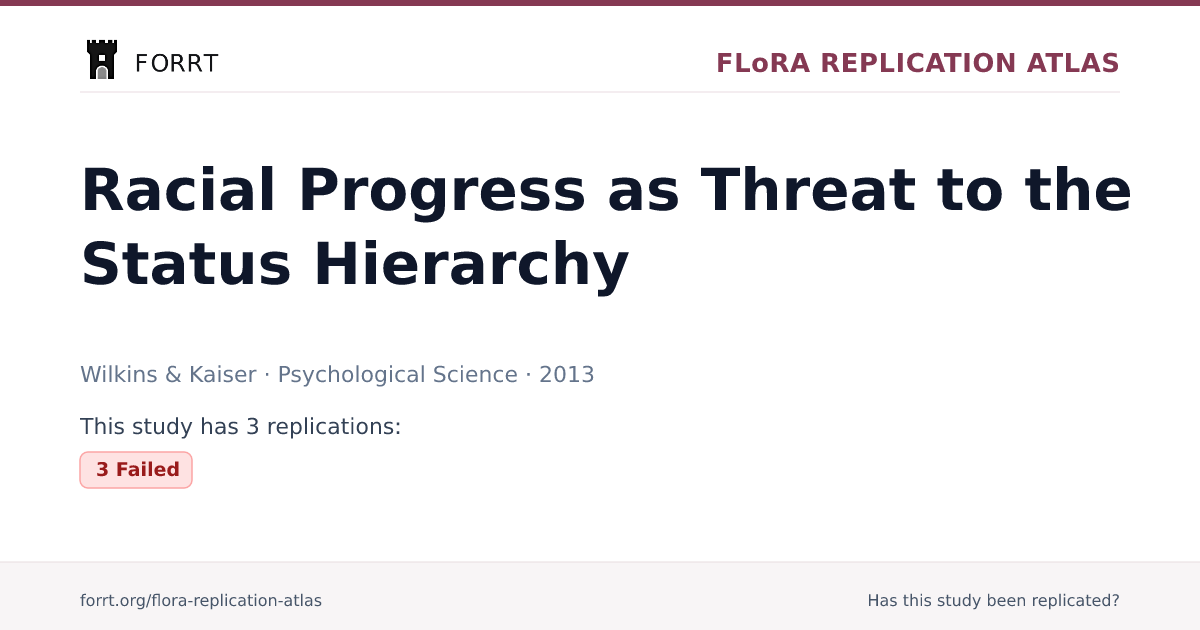 FORRT
FLoRA REPLICATION ATLAS
Racial Progress as Threat to the
Status Hierarchy
Wilkins & Kaiser · Psychological Science · 2013
This study has 3 replications:
3 Failed
forrt.org/flora-replication-atlas
Has this study been replicated?